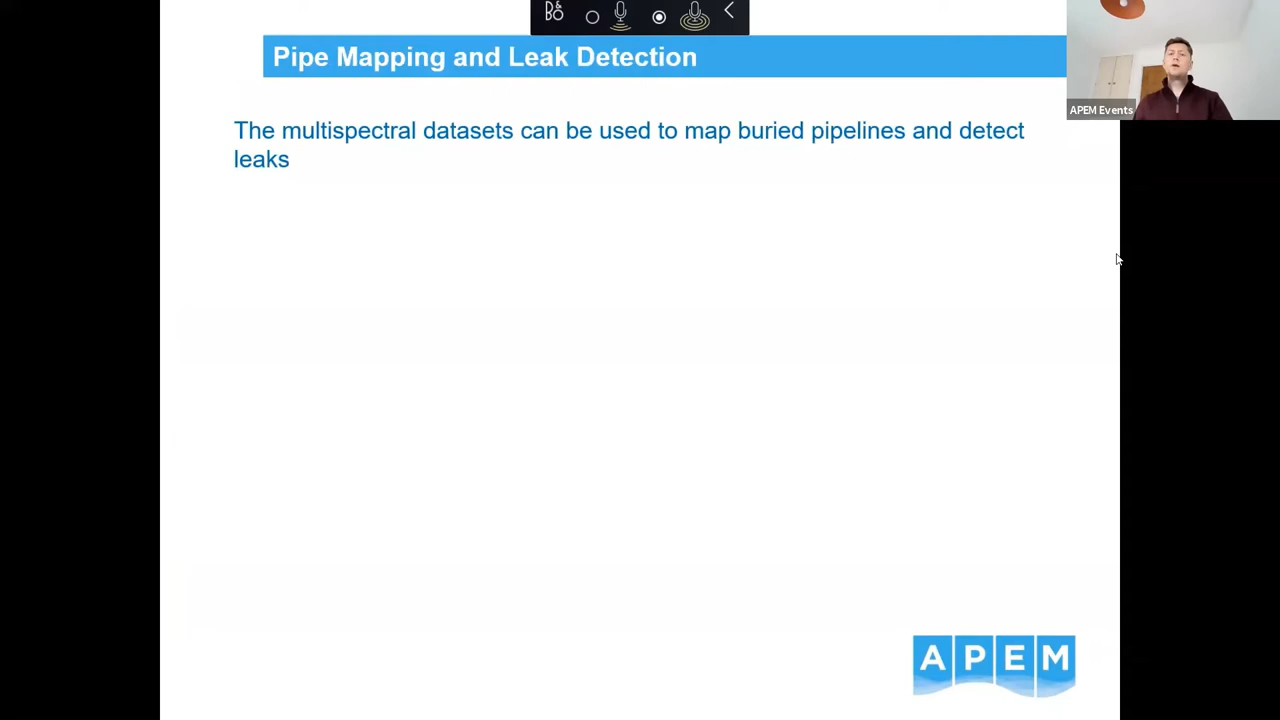 B&O
Pipe Mapping and Leak Detection
APEM Events
The multispectral datasets can be used to map buried pipelines and detect
leaks
APEM